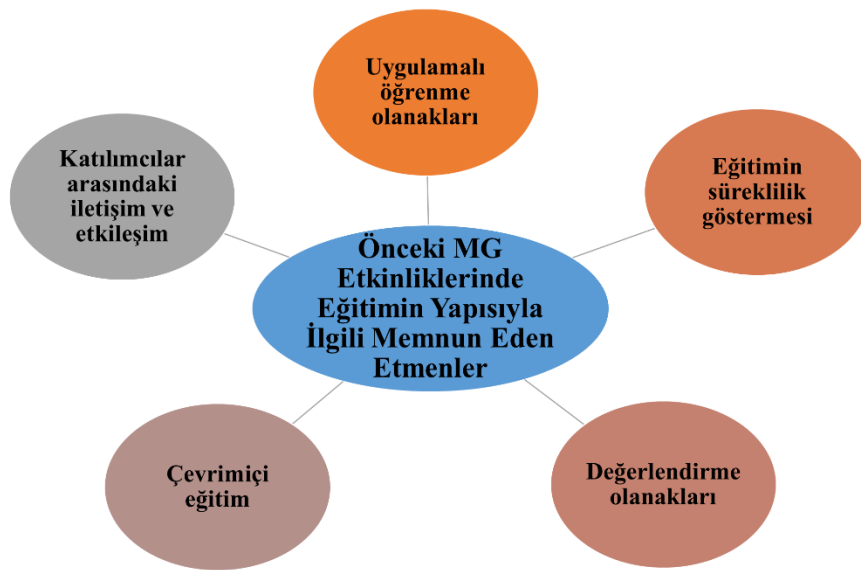 Uygulamalı
öğrenme
olanakları
Katılımcılar
arasındaki
iletişim ve
etkileşim
Eğitimin
süreklilik
göstermesi
Önceki MG
Etkinliklerinde
Eğitimin Yapısıyla
İlgili Memnun Eden
Etmenler
Çevrimiçi
eğitim
Değerlendirme
olanakları